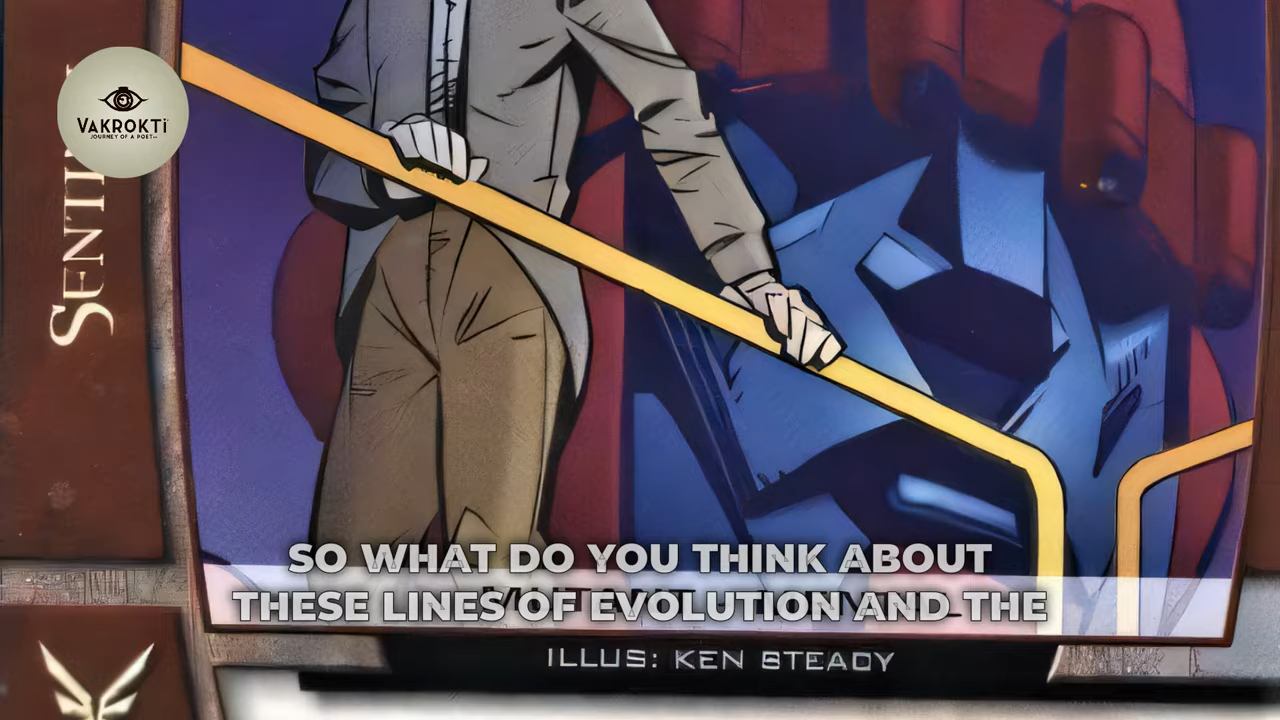 VAKROKTI
JOURNEY OF A POET
SENTI
SO WHAT DO YOU THINK ABOUT
THESE LINES OF EVOLUTION AND THE
ILLUS: KEN STEADY